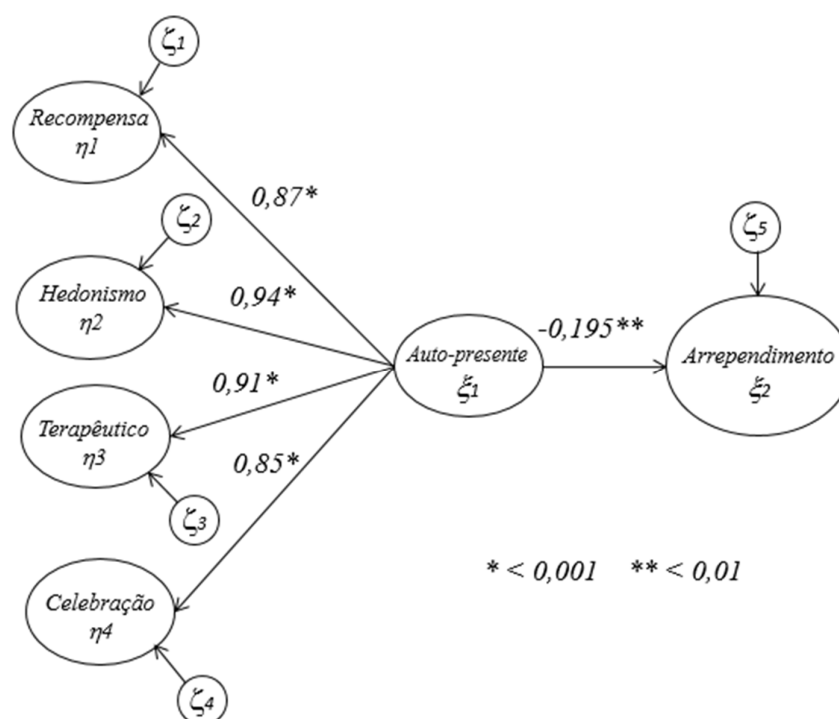 ζ1
Recompensa
η1
0,87*
ζ2
Hedonismo
η2
0,94*
ζ5
-0,195**
Auto-presente
ξ1
Arrependimento
ξ2
0,91*
Terapêutico
η3
0,85*
ζ3
* < 0,001 ** < 0,01
Celebração
η4
ζ4